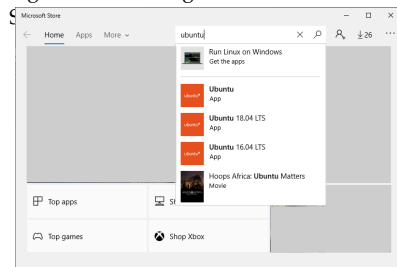 Microsoft Store
Home Apps More
ubuntu
26
Run Linux on Windows
Get the apps
ubuntu
Ubuntu
App
ubuntu
Ubuntu 18.04 LTS
App
ubuntu
Ubuntu 16.04 LTS
App
Hoops Africa: Ubuntu Matters
Movie
Top apps
Top games
Shop Xbox